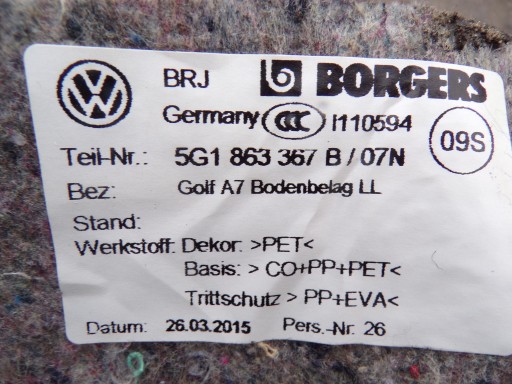 BRJ BORGERS
Germany CCC I110594 09S
Teil-Nr.: 5G1 863 367 B / 07N
Bez: Golf A7 Bodenbelag LL
Stand:
Werkstoff: Dekor: >PET<
Basis: > CO+PP+PET<
Trittschutz > PP+EVA<
Datum: 26.03.2015 Pers.-Nr. 26